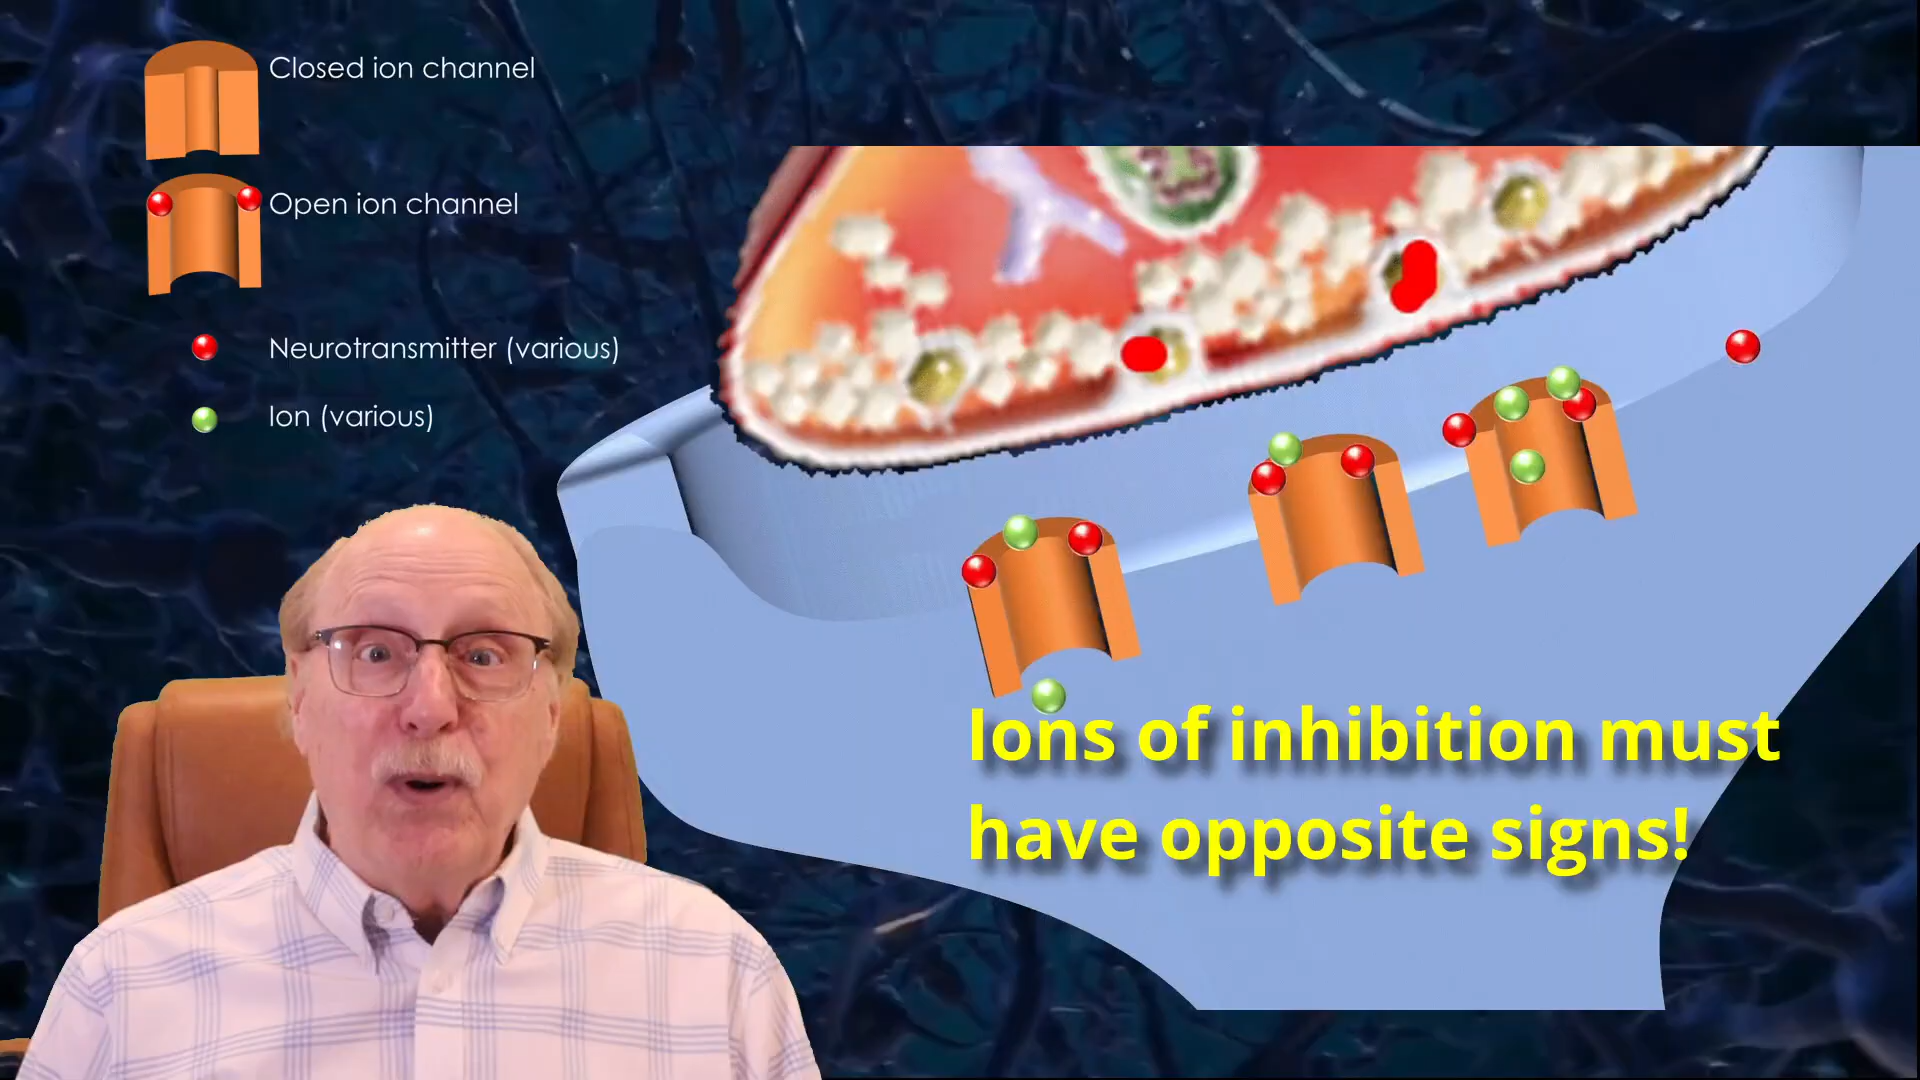 Closed ion channel
Open ion channel
Neurotransmitter (various)
Ion (various)
Ions of inhibition must
have opposite signs!